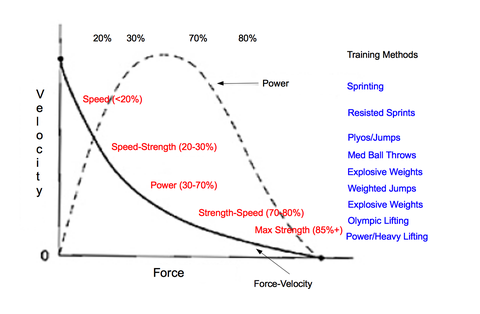 20% 30% 70% 80%
Training Methods
Velocity
Power
Sprinting
Speed (<20%)
Resisted Sprints
Speed-Strength (20-30%)
Plyos/Jumps
Med Ball Throws
Explosive Weights
Power (30-70%)
Weighted Jumps
Explosive Weights
Strength-Speed (70-80%)
Olympic Lifting
Max Strength (85%+)
Power/Heavy Lifting
0
Force
Force-Velocity